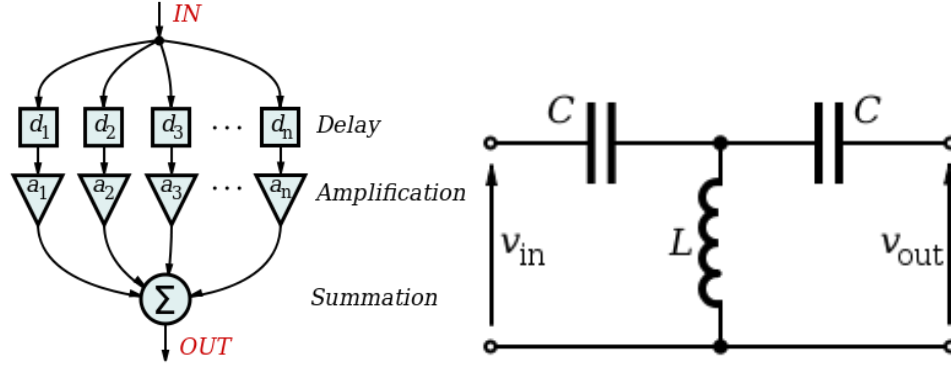 IN
d1 d2 d3 ... dn Delay
a1 a2 a3 ... an Amplification
Σ Summation
OUT
C C
vin L vout